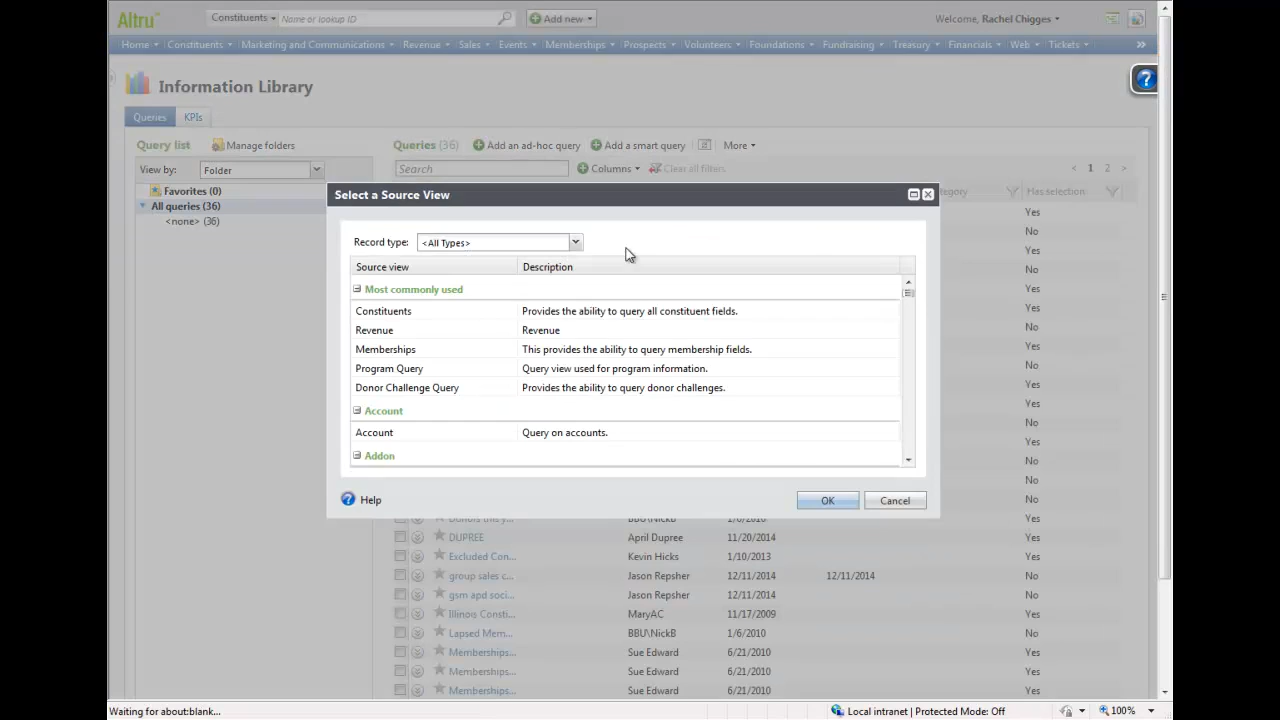 Altru™ Constituents Name or lookup ID Add new Welcome, Rachel Chigges
Home Constituents Marketing and Communications Revenue Sales Events Memberships Prospects Volunteers Foundations Fundraising Treasury Financials Web Tickets »
Information Library
Queries KPIs
Query list Manage folders Queries (36) Add an ad-hoc query Add a smart query More
View by: Folder Search Columns Clear all filters < 1 2 >
Favorites (0) Has selection
All queries (36) Yes
<none> (36) No
Yes
No
Yes
Yes
No
Yes
No
Yes
Yes
No
Yes
No
Yes
No
Select a Source View
Record type: <All Types>
Source view Description
Most commonly used
Constituents Provides the ability to query all constituent fields.
Revenue Revenue
Memberships This provides the ability to query membership fields.
Program Query Query view used for program information.
Donor Challenge Query Provides the ability to query donor challenges.
Account
Account Query on accounts.
Addon
Help OK Cancel
BBU\NickB 1/6/2010 Yes
DUPREE April Dupree 11/20/2014 Yes
Excluded Con... Kevin Hicks 1/10/2013 Yes
group sales c... Jason Repsher 12/11/2014 12/11/2014 No
gsm apd soci... Jason Repsher 12/11/2014 No
Illinois Consti... MaryAC 11/17/2009 Yes
Lapsed Mem... BBU\NickB 1/6/2010 No
Memberships... Sue Edward 6/21/2010 Yes
Memberships... Sue Edward 6/21/2010 Yes
Memberships... Sue Edward 6/21/2010 Yes
Waiting for about:blank... Local intranet | Protected Mode: Off 100%